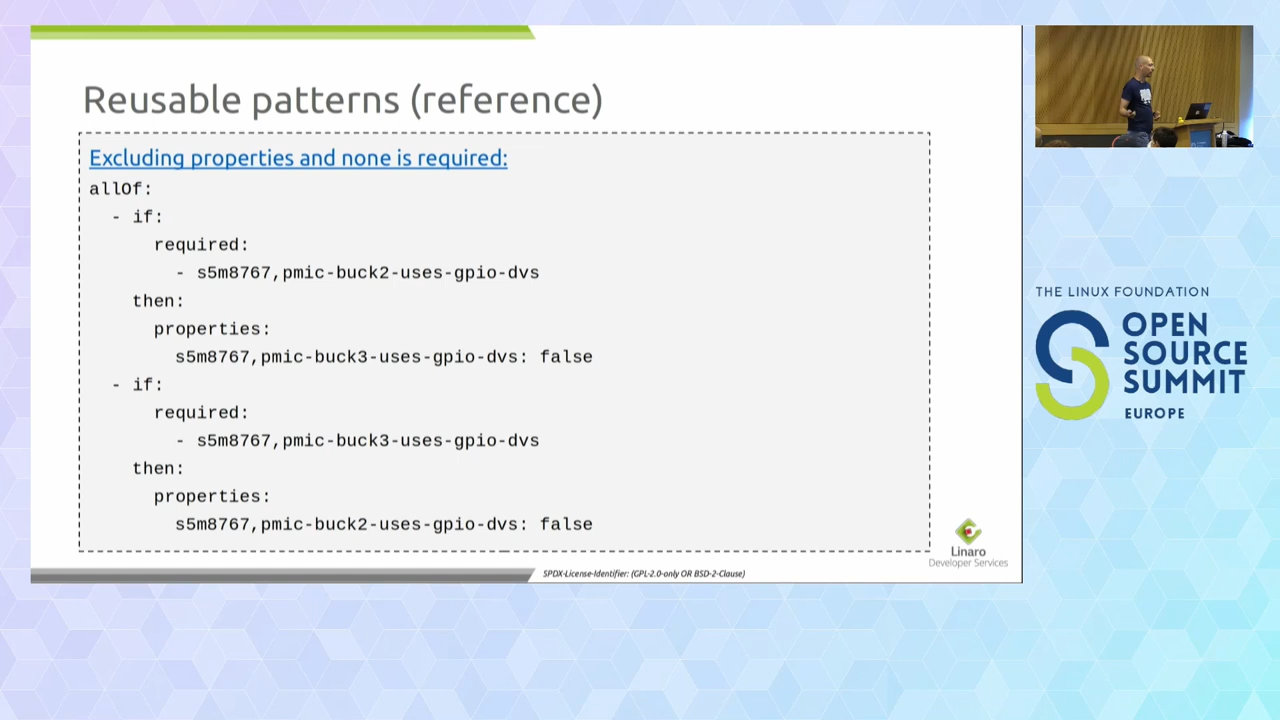 Reusable patterns (reference)
Excluding properties and none is required:
allOf:
  - if:
      required:
        - s5m8767,pmic-buck2-uses-gpio-dvs
    then:
      properties:
        s5m8767,pmic-buck3-uses-gpio-dvs: false
  - if:
      required:
        - s5m8767,pmic-buck3-uses-gpio-dvs
    then:
      properties:
        s5m8767,pmic-buck2-uses-gpio-dvs: false
Linaro
Developer Services
SPDX-License-Identifier: (GPL-2.0-only OR BSD-2-Clause)
THE LINUX FOUNDATION
OPEN
SOURCE
SUMMIT
EUROPE